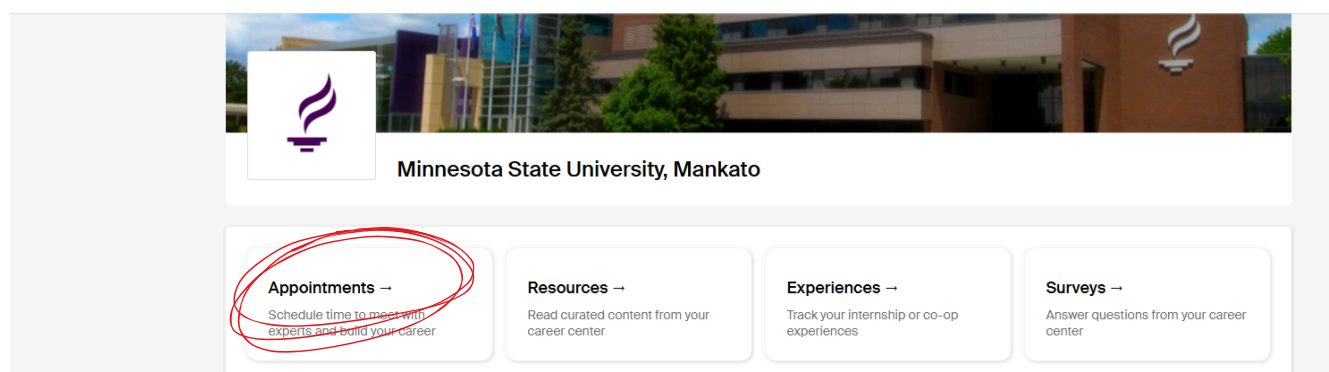 Minnesota State University, Mankato
Appointments →
Schedule time to meet with
experts and build your career
Resources →
Read curated content from your
career center
Experiences →
Track your internship or co-op
experiences
Surveys →
Answer questions from your career
center